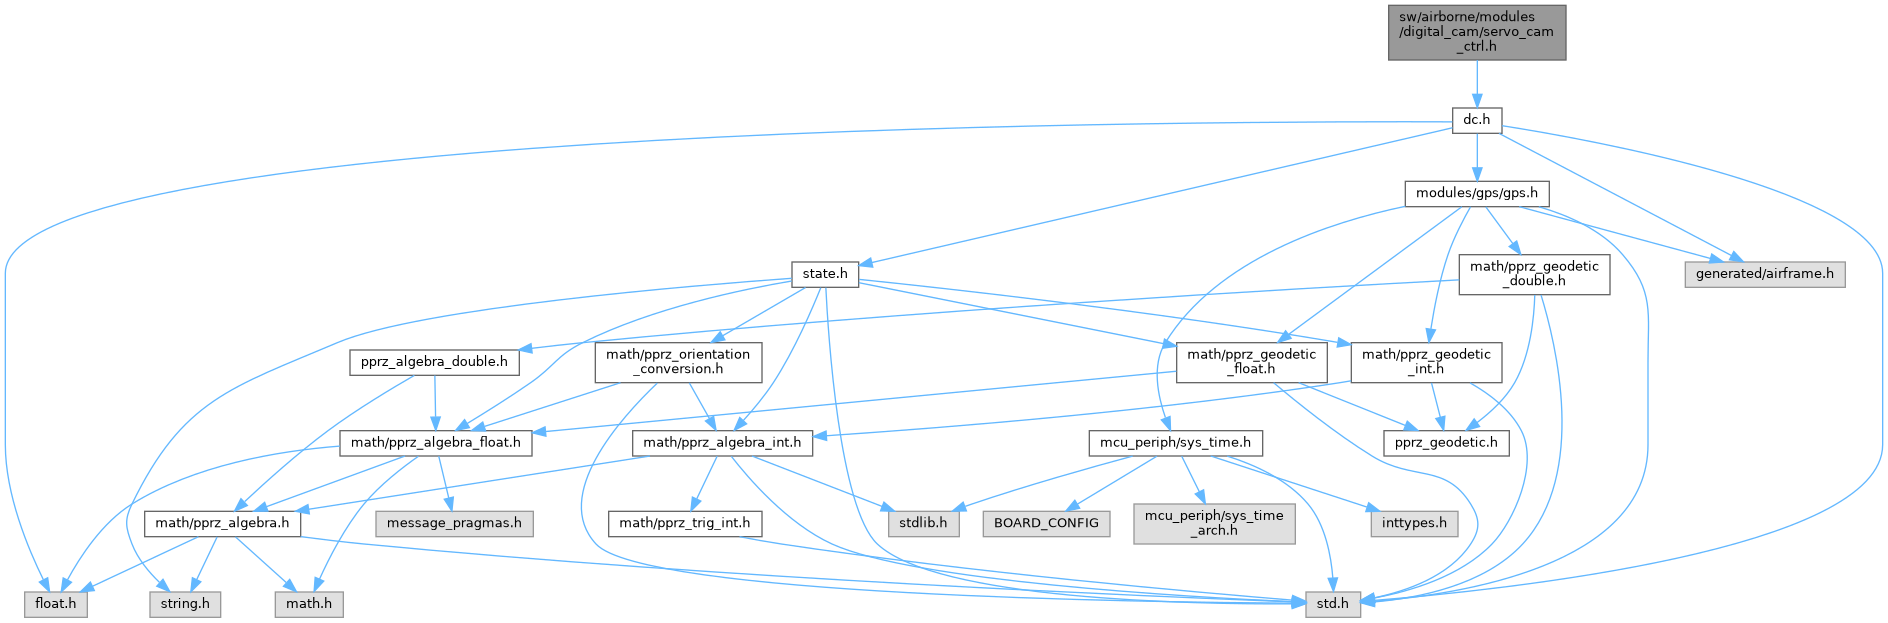 sw/airborne/modules
/digital_cam/servo_cam
_ctrl.h
dc.h
modules/gps/gps.h
state.h
math/pprz_geodetic
_double.h
generated/airframe.h
pprz_algebra_double.h
math/pprz_orientation
_conversion.h
math/pprz_geodetic
_float.h
math/pprz_geodetic
_int.h
math/pprz_algebra_float.h
math/pprz_algebra_int.h
mcu_periph/sys_time.h
pprz_geodetic.h
math/pprz_algebra.h
message_pragmas.h
math/pprz_trig_int.h
stdlib.h
BOARD_CONFIG
mcu_periph/sys_time
_arch.h
inttypes.h
float.h
string.h
math.h
std.h